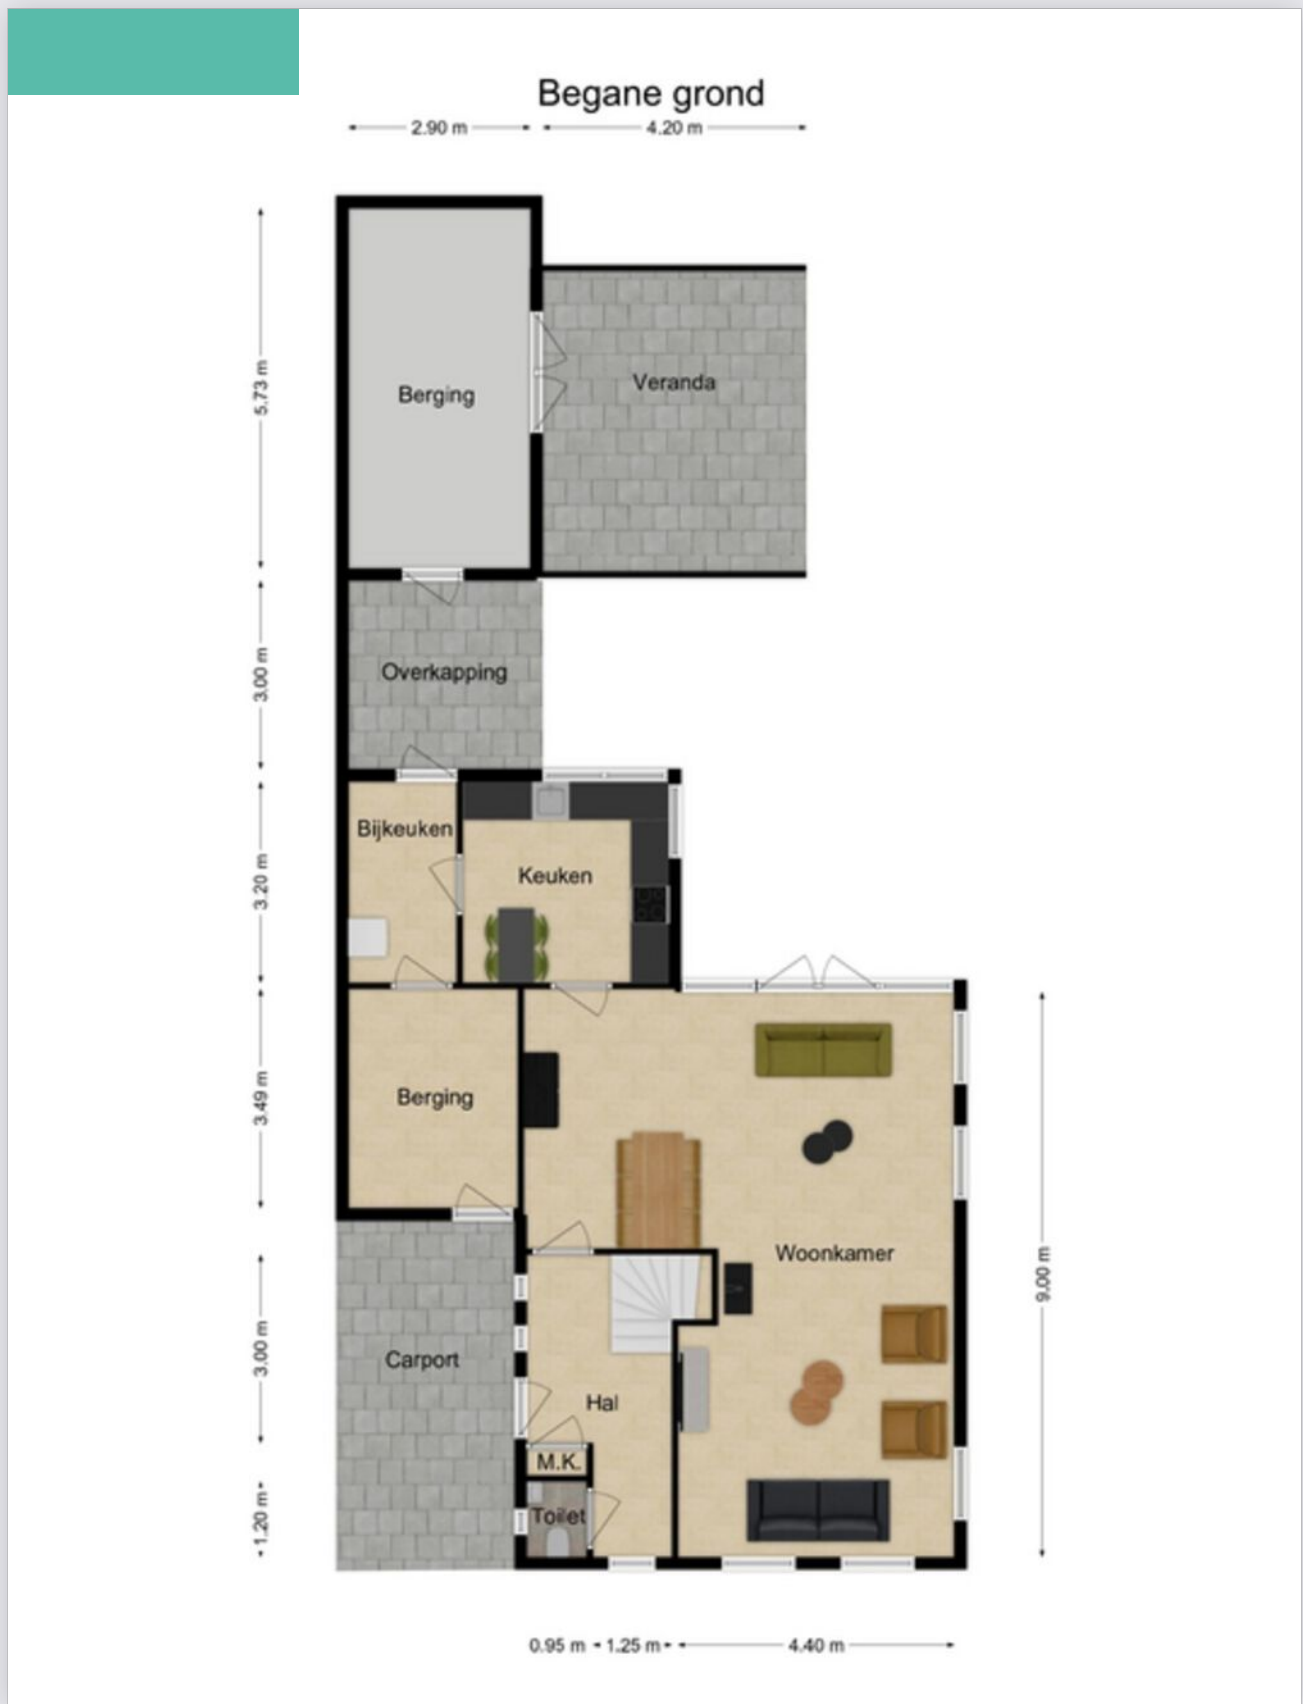 Begane grond
2.90 m
4.20 m
5.73 m
Berging
Veranda
3.00 m
Overkapping
3.20 m
Bijkeuken
Keuken
3.49 m
Berging
Woonkamer
9.00 m
3.00 m
Carport
Hal
M.K.
1.20 m
Toilet
0.95 m
1.25 m
4.40 m